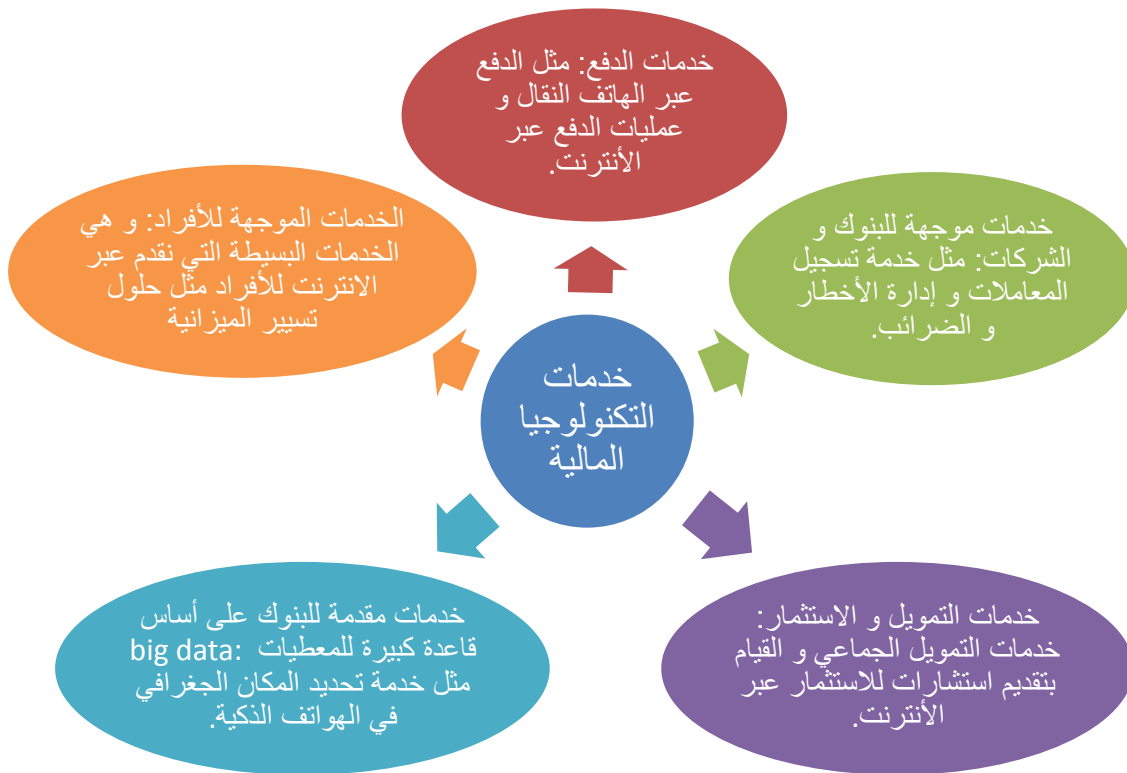 خدمات الدفع: مثل الدفع
عبر الهاتف النقال و
عمليات الدفع عبر
الأنترنت.
خدمات موجهة للبنوك و
الشركات: مثل خدمة تسجيل
المعاملات و إدارة الأخطار
و الضرائب.
الخدمات الموجهة للأفراد: و هي
الخدمات البسيطة التي نقدم عبر
الانترنت للأفراد مثل حلول
تسيير الميزانية
خدمات
التكنولوجيا
المالية
خدمات التمويل و الاستثمار:
خدمات التمويل الجماعي و القيام
بتقديم استشارات للاستثمار عبر
الأنترنت.
خدمات مقدمة للبنوك على أساس
قاعدة كبيرة للمعطيات big data:
مثل خدمة تحديد المكان الجغرافي
في الهواتف الذكية.